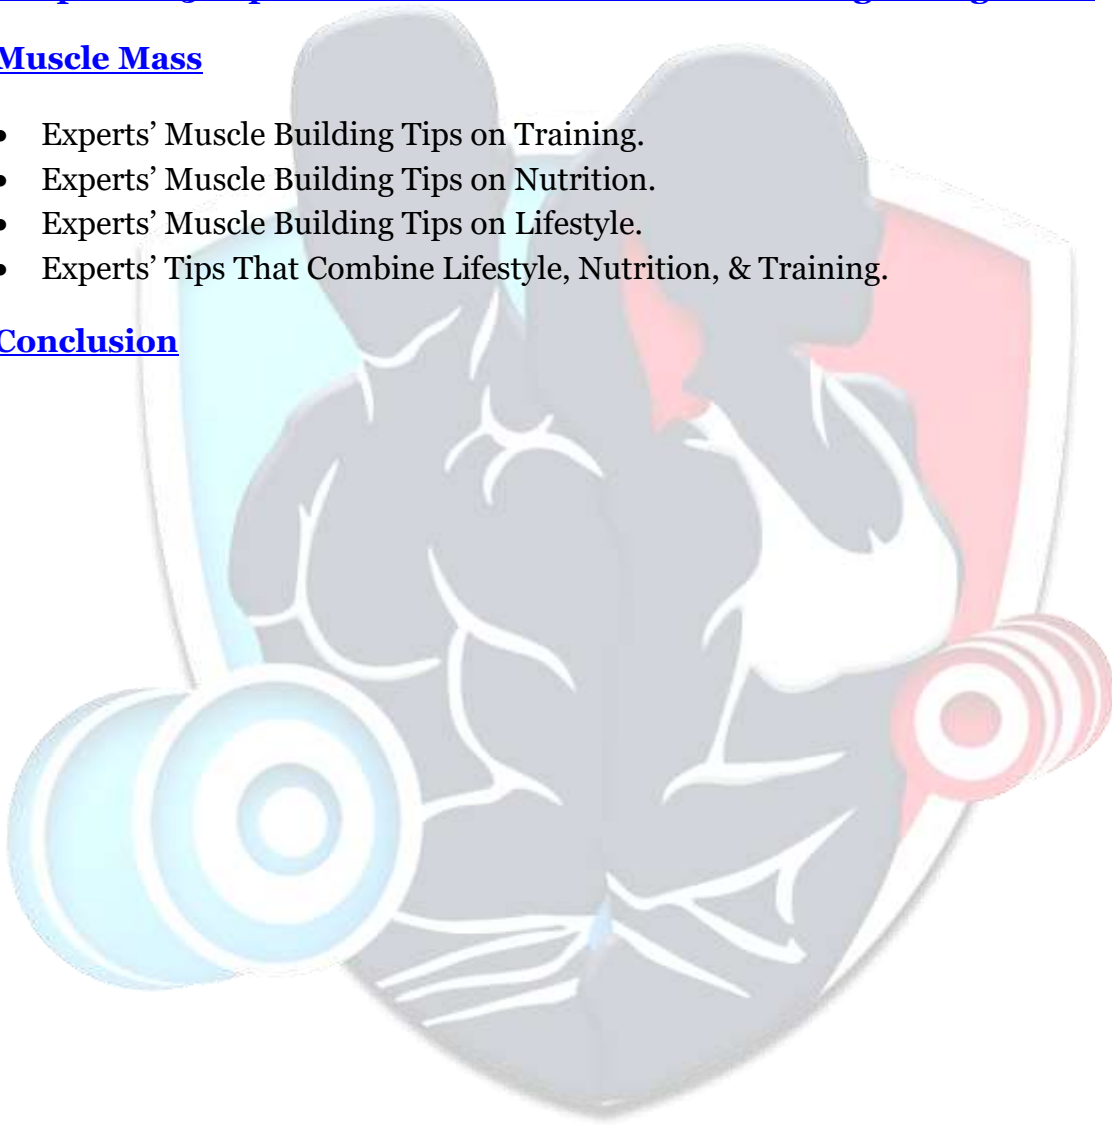 Muscle Mass
• Experts’ Muscle Building Tips on Training.
• Experts’ Muscle Building Tips on Nutrition.
• Experts’ Muscle Building Tips on Lifestyle.
• Experts’ Tips That Combine Lifestyle, Nutrition, & Training.
Conclusion